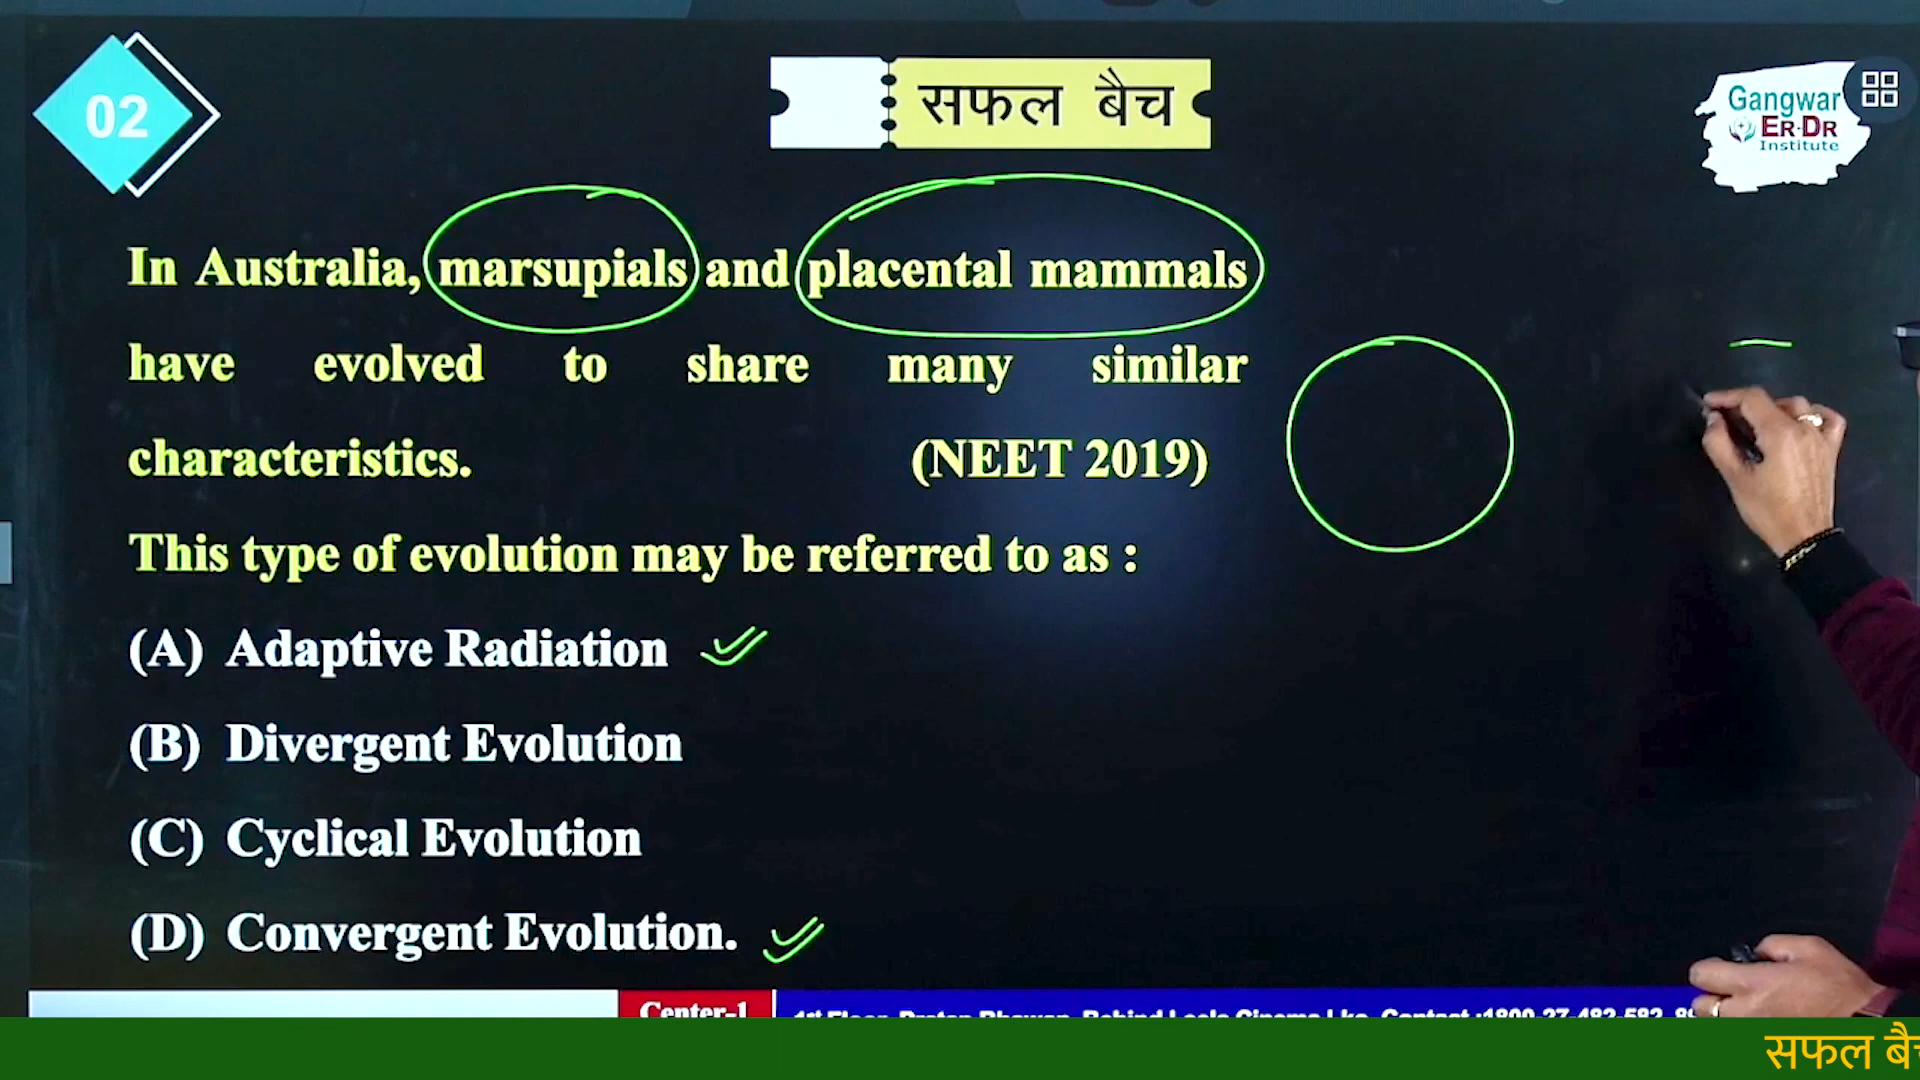 02
सफल बैच
Gangwar
ER-DR
Institute
In Australia, marsupials and placental mammals
have evolved to share many similar
characteristics. (NEET 2019)
This type of evolution may be referred to as :
(A) Adaptive Radiation
(B) Divergent Evolution
(C) Cyclical Evolution
(D) Convergent Evolution.
Center-1
सफल